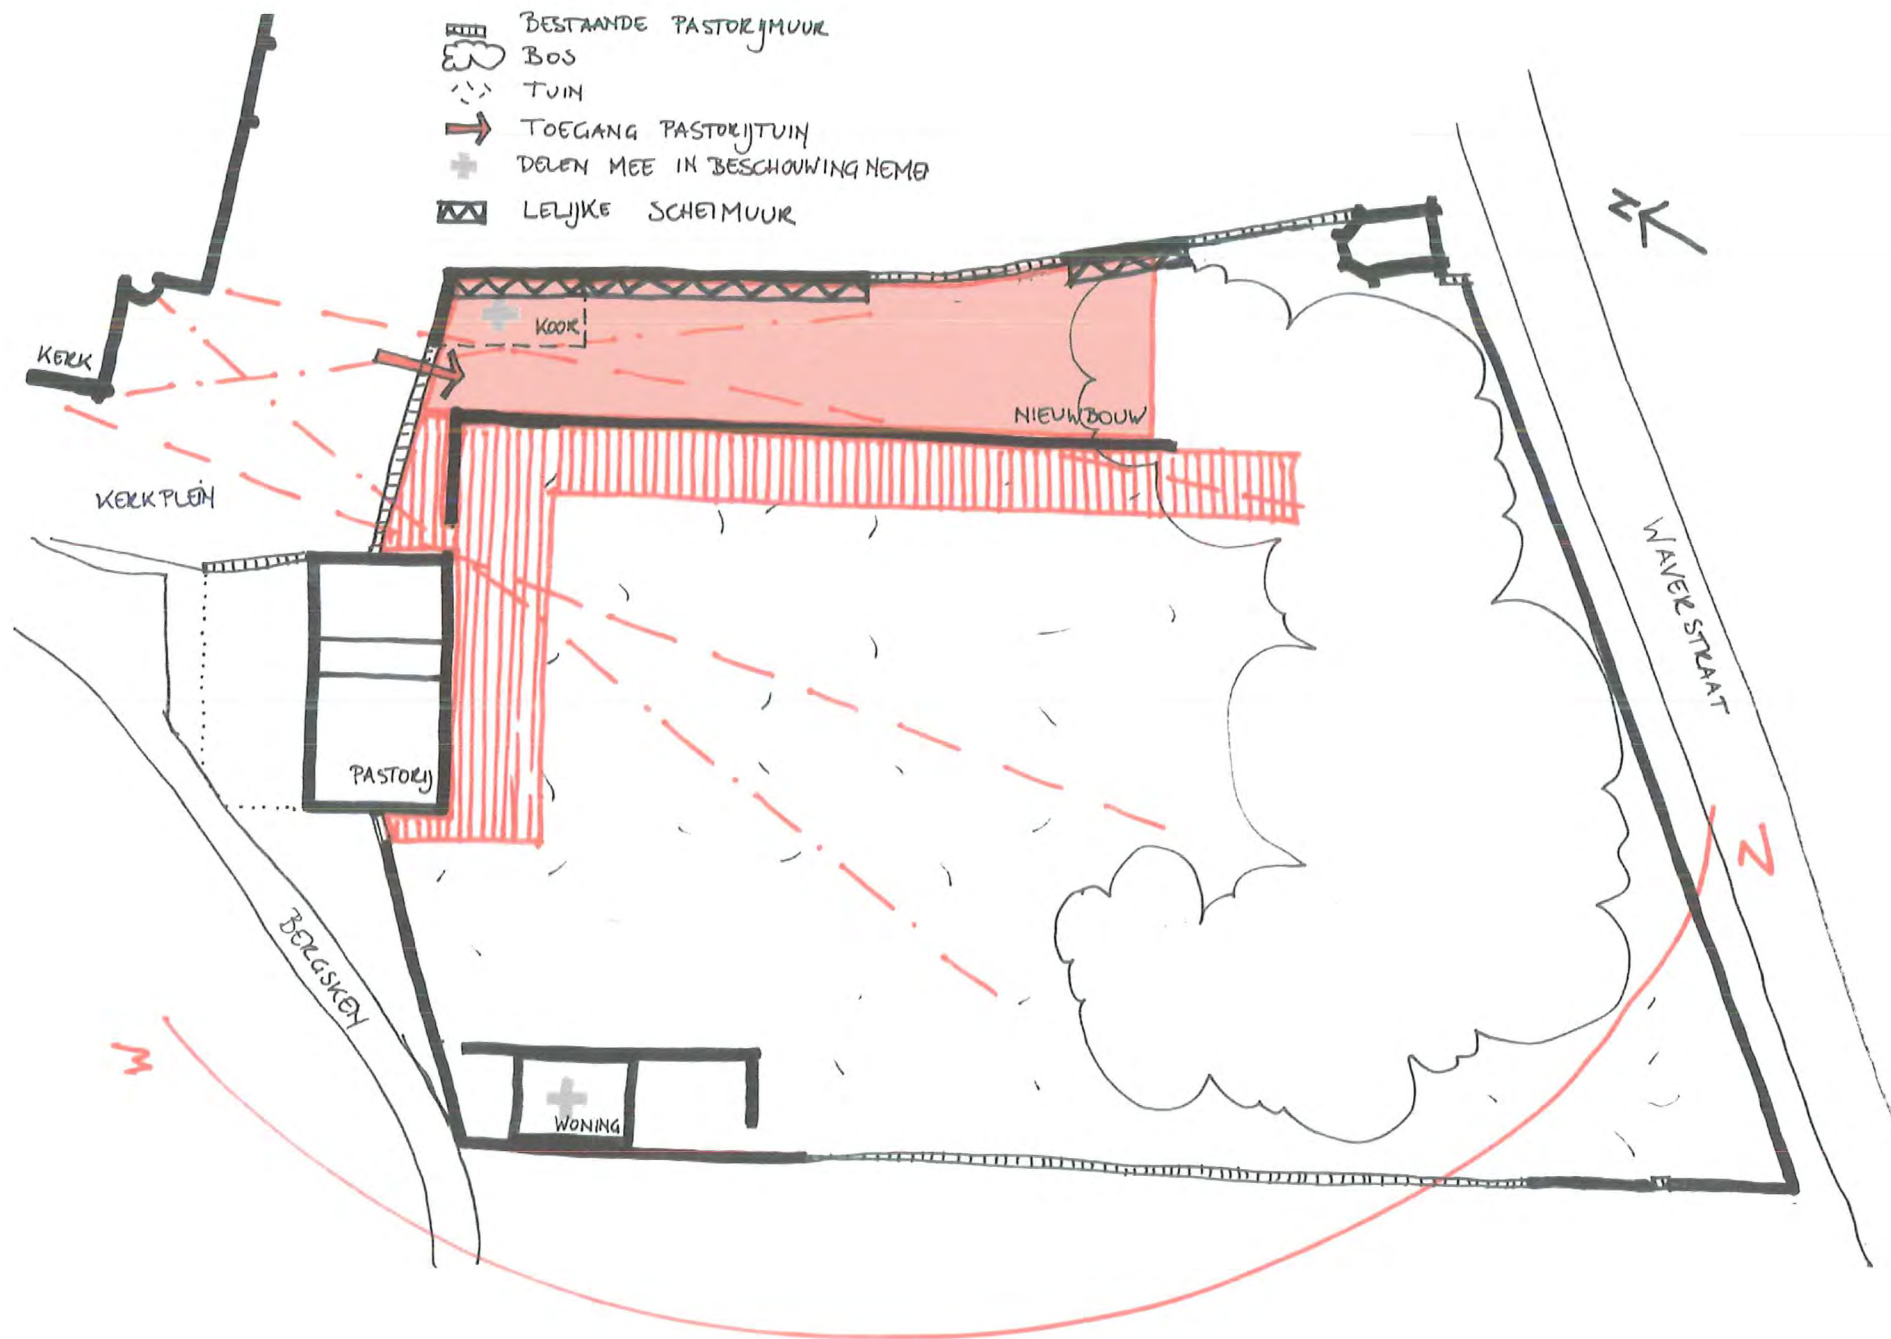 BESTAANDE PASTORIJMUUR
BOS
TUIN
TOEGANG PASTORIJTUIN
DELEN MEE IN BESCHOUWING NEMEN
LELIJKE SCHEIMUUR
N
KOOR
KERK
NIEUWBOUW
KERKPLEIN
WAVERSTRAAT
PASTORIJ
Z
BERGSKEN
W
WONING